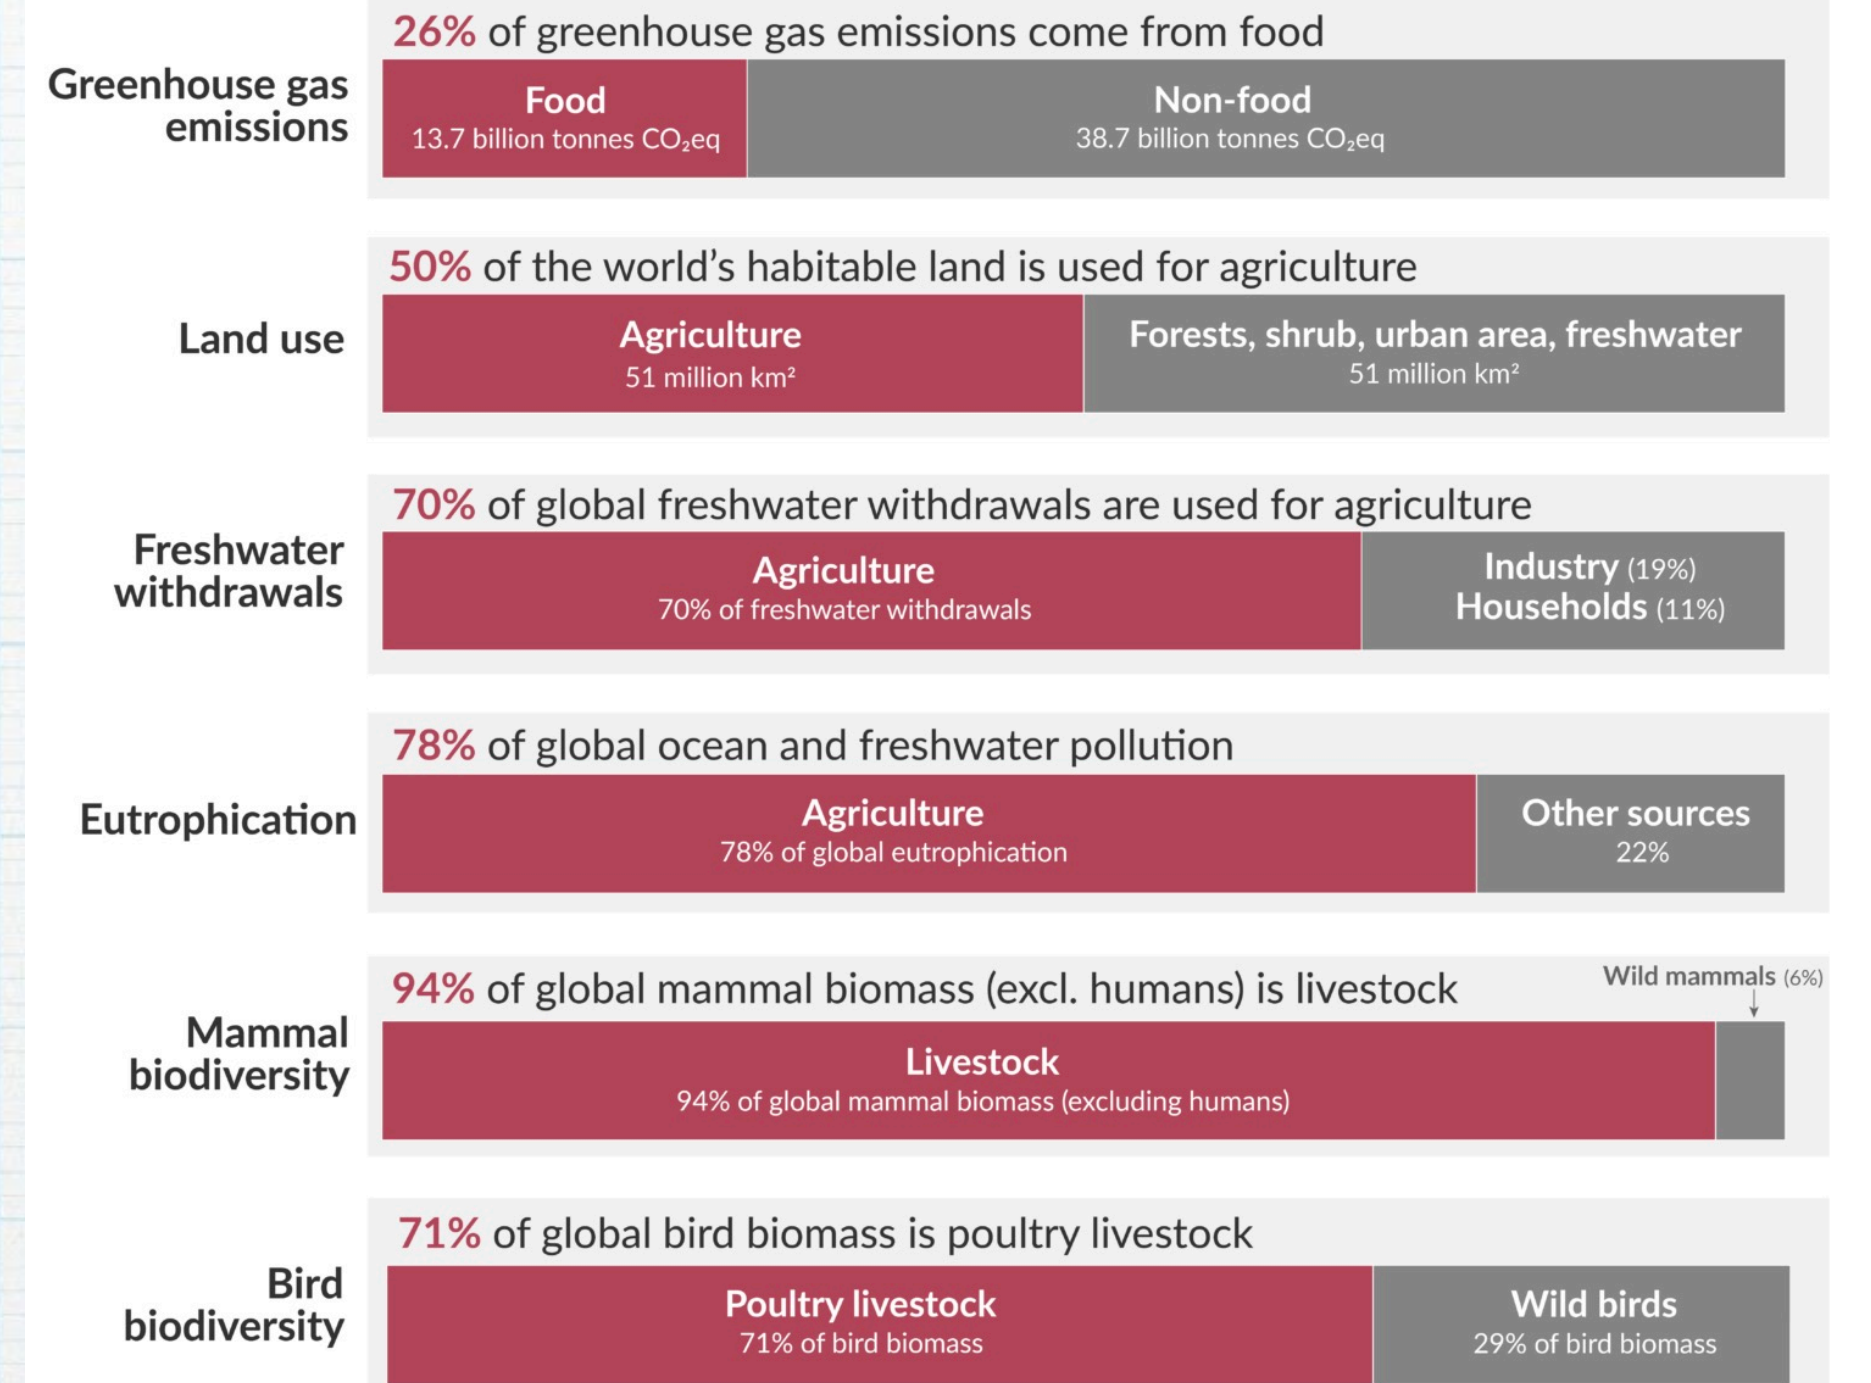 26% of greenhouse gas emissions come from food
Greenhouse gas
emissions
Food
13.7 billion tonnes CO₂eq
Non-food
38.7 billion tonnes CO₂eq
50% of the world’s habitable land is used for agriculture
Land use
Agriculture
51 million km²
Forests, shrub, urban area, freshwater
51 million km²
70% of global freshwater withdrawals are used for agriculture
Freshwater
withdrawals
Agriculture
70% of freshwater withdrawals
Industry (19%)
Households (11%)
78% of global ocean and freshwater pollution
Eutrophication
Agriculture
78% of global eutrophication
Other sources
22%
94% of global mammal biomass (excl. humans) is livestock
Wild mammals (6%)
Mammal
biodiversity
Livestock
94% of global mammal biomass (excluding humans)
71% of global bird biomass is poultry livestock
Bird
biodiversity
Poultry livestock
71% of bird biomass
Wild birds
29% of bird biomass